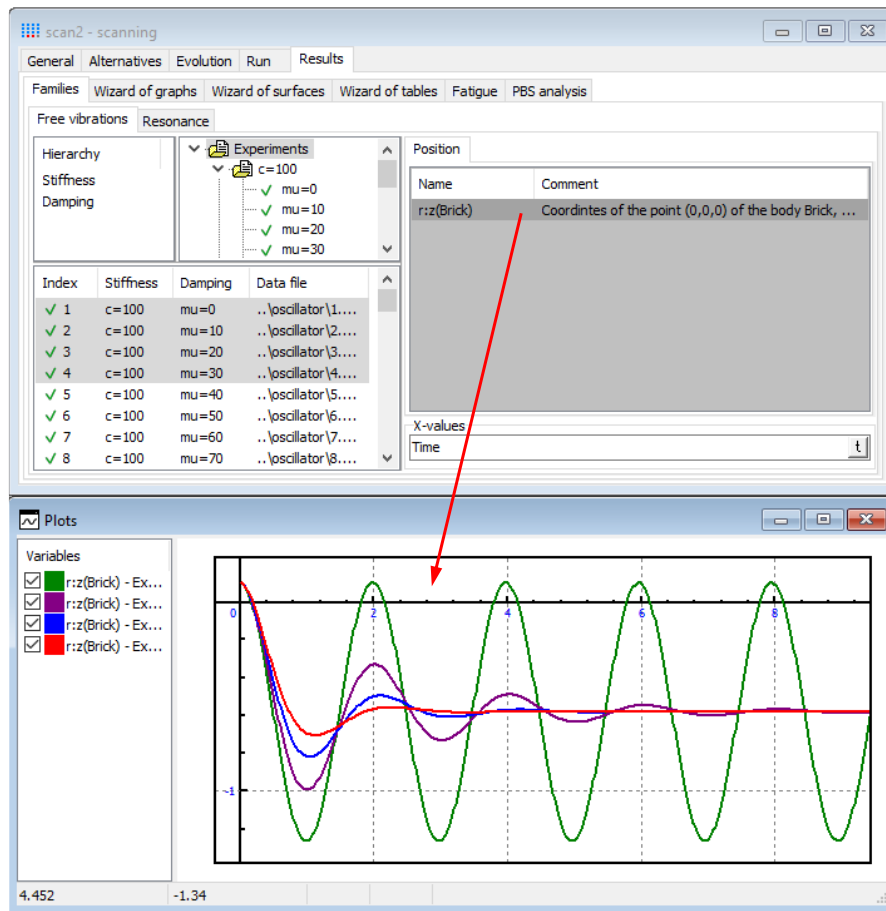 scan2 - scanning
General Alternatives Evolution Run Results
Families Wizard of graphs Wizard of surfaces Wizard of tables Fatigue PBS analysis
Free vibrations Resonance
Hierarchy
Stiffness
Damping
Experiments
c=100
mu=0
mu=10
mu=20
mu=30
Position
Name Comment
r:z(Brick) Coordintes of the point (0,0,0) of the body Brick, ...
Index Stiffness Damping Data file
1 c=100 mu=0 ..\oscillator\1....
2 c=100 mu=10 ..\oscillator\2....
3 c=100 mu=20 ..\oscillator\3....
4 c=100 mu=30 ..\oscillator\4....
5 c=100 mu=40 ..\oscillator\5....
6 c=100 mu=50 ..\oscillator\6....
7 c=100 mu=60 ..\oscillator\7....
8 c=100 mu=70 ..\oscillator\8....
X-values
Time t
Plots
Variables
r:z(Brick) - Ex...
r:z(Brick) - Ex...
r:z(Brick) - Ex...
r:z(Brick) - Ex...
0 2 4 6 8
-1
4.452 -1.34